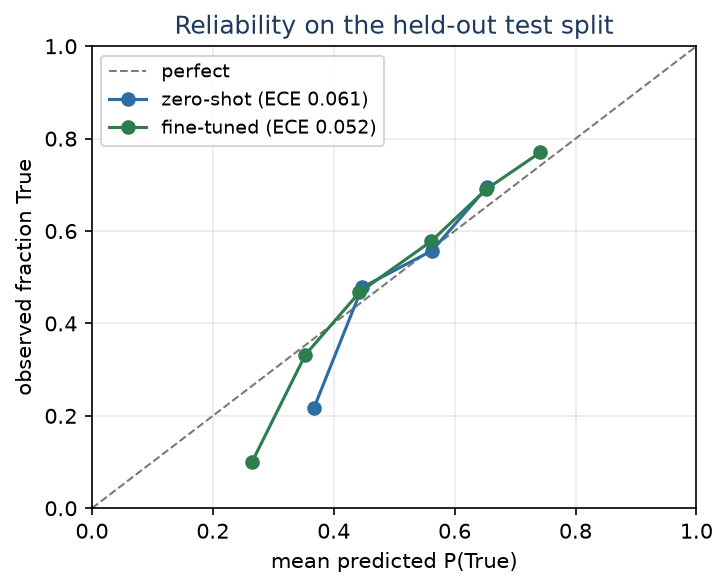 Reliability on the held-out test split
1.0
0.8
0.6
0.4
0.2
0.0
observed fraction True
perfect
zero-shot (ECE 0.061)
fine-tuned (ECE 0.052)
0.0 0.2 0.4 0.6 0.8 1.0
mean predicted P(True)